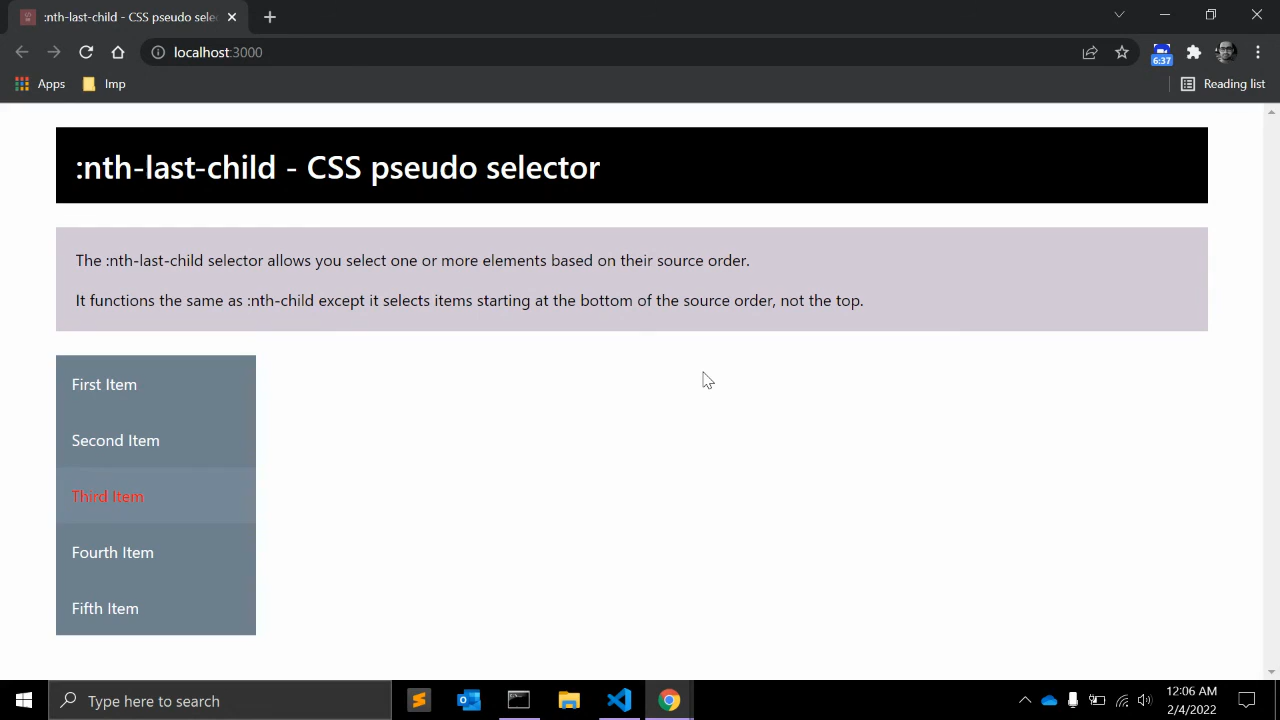 :nth-last-child - CSS pseudo sele
localhost:3000
6:37
Apps
Imp
Reading list
:nth-last-child - CSS pseudo selector
The :nth-last-child selector allows you select one or more elements based on their source order.
It functions the same as :nth-child except it selects items starting at the bottom of the source order, not the top.
First Item
Second Item
Third Item
Fourth Item
Fifth Item
Type here to search
12:06 AM
2/4/2022